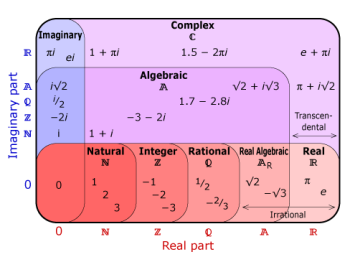 Complex
ℂ
Imaginary
ℝ πi ei 1 + πi 1.5 − 2πi e + πi
Algebraic
𝔸
𝔸 i√2 √2 + i√3 π + i√2
ℚ i/2 1.7 − 2.8i
ℤ −2i −3 − 2i Transcen-
dental
ℕ i 1 + i
Natural Integer Rational Real Algebraic Real
ℕ ℤ ℚ 𝔸R ℝ
0 0 1 −1 1/2 √2 π
2 −2 −√3 e
3 −3 −2/3
Irrational
0 ℕ ℤ ℚ 𝔸 ℝ
Real part
Imaginary part